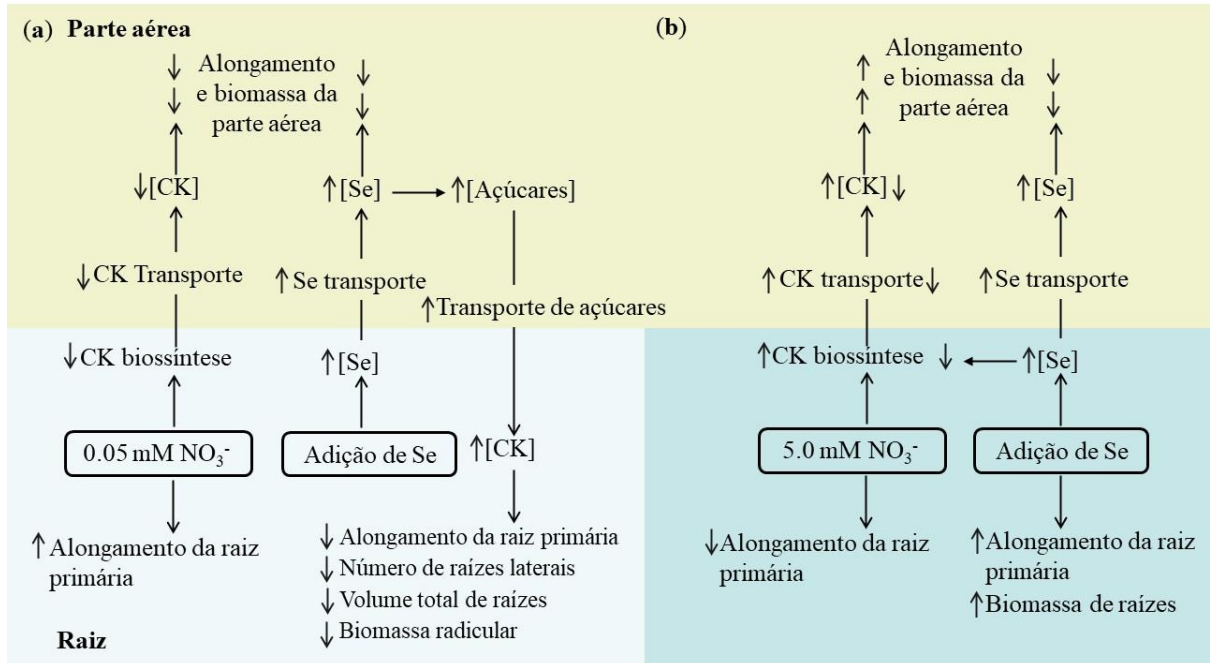 (a) Parte aérea
↓ Alongamento ↓
↓ e biomassa da ↓
parte aérea
↓[CK]
↑[Se]
↑[Açúcares]
↓CK Transporte
↑Se transporte
↑Transporte de açúcares
↓CK biossíntese
↑[Se]
0.05 mM NO₃⁻
Adição de Se
↑[CK]
↑Alongamento da raiz
primária
↓Alongamento da raiz primária
↓Número de raízes laterais
↓Volume total de raízes
↓Biomassa radicular
Raiz
(b)
↑ Alongamento ↓
↑ e biomassa da ↓
parte aérea
↑[CK]↓
↑[Se]
↑CK transporte↓
↑Se transporte
↑CK biossíntese ↓
↑[Se]
5.0 mM NO₃⁻
Adição de Se
↓Alongamento da raiz
primária
↑Alongamento da raiz
primária
↑Biomassa de raízes